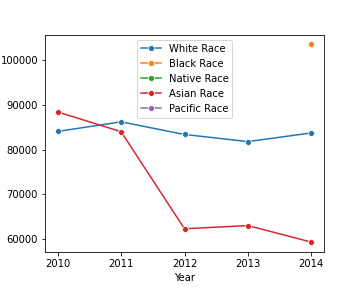 White Race
Black Race
Native Race
Asian Race
Pacific Race
100000
90000
80000
70000
60000
2010 2011 2012 2013 2014
Year